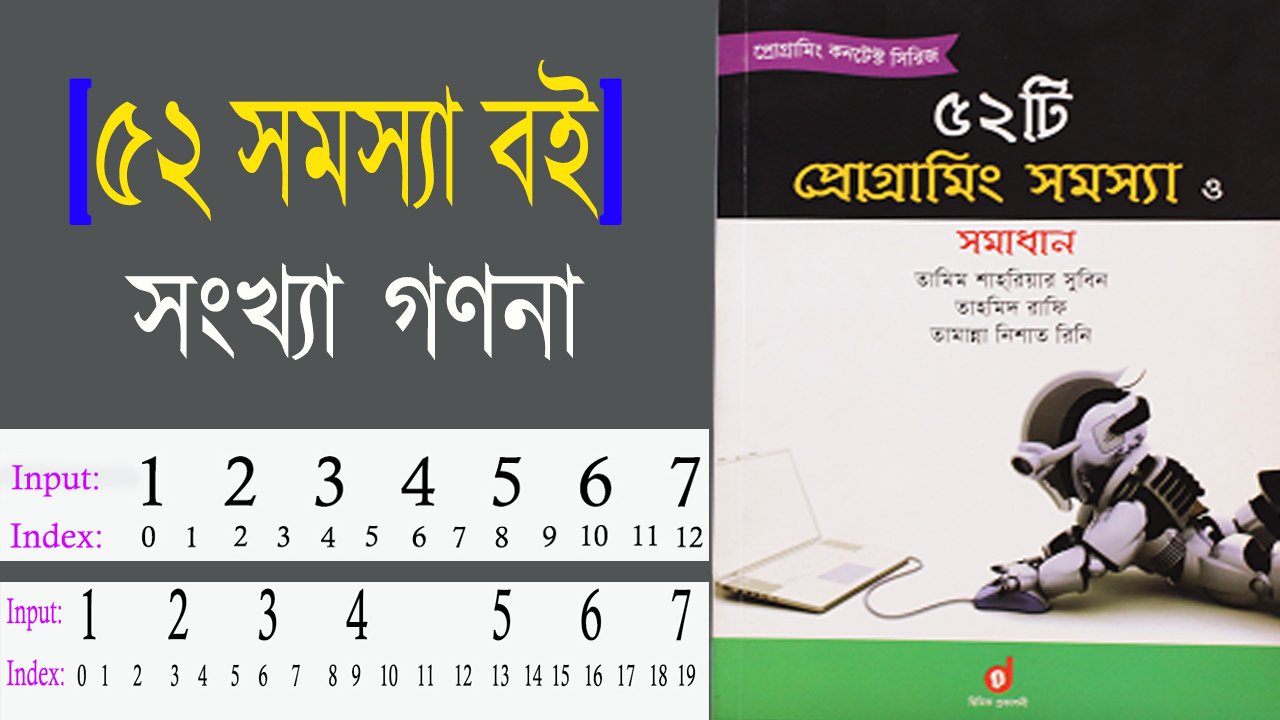 [৫২ সমস্যা বই]
সংখ্যা গণনা
Input: 1 2 3 4 5 6 7
Index: 0 1 2 3 4 5 6 7 8 9 10 11 12
Input: 1 2 3 4 5 6 7
Index: 0 1 2 3 4 5 6 7 8 9 10 11 12 13 14 15 16 17 18 19
প্রোগ্রামিং কনটেস্ট সিরিজ
৫২টি
প্রোগ্রামিং সমস্যা ও
সমাধান
তামিম শাহরিয়ার সুবিন
তাহমিদ রাফি
তামান্না নিশাত রিনি
দ্বিমিক প্রকাশনী